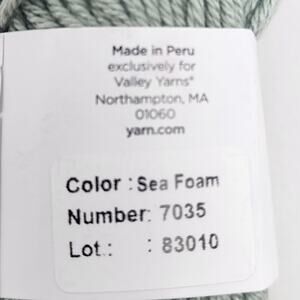 Made in Peru
exclusively for
Valley Yarns®
Northampton, MA
01060
yarn.com
Color : Sea Foam
Number: 7035
Lot.: : 83010